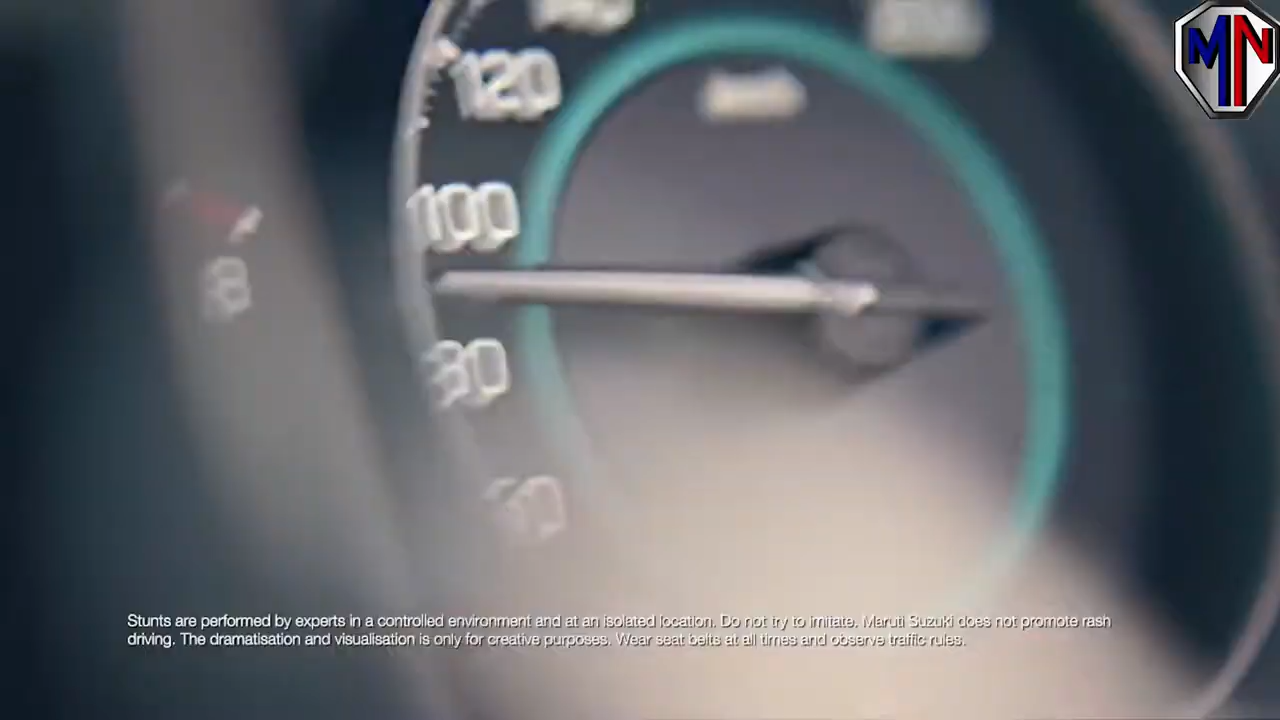 MN
120
100
80
60
8
Stunts are performed by experts in a controlled environment and at an isolated location. Do not try to imitate. Maruti Suzuki does not promote rash
driving. The dramatisation and visualisation is only for creative purposes. Wear seat belts at all times and observe traffic rules.